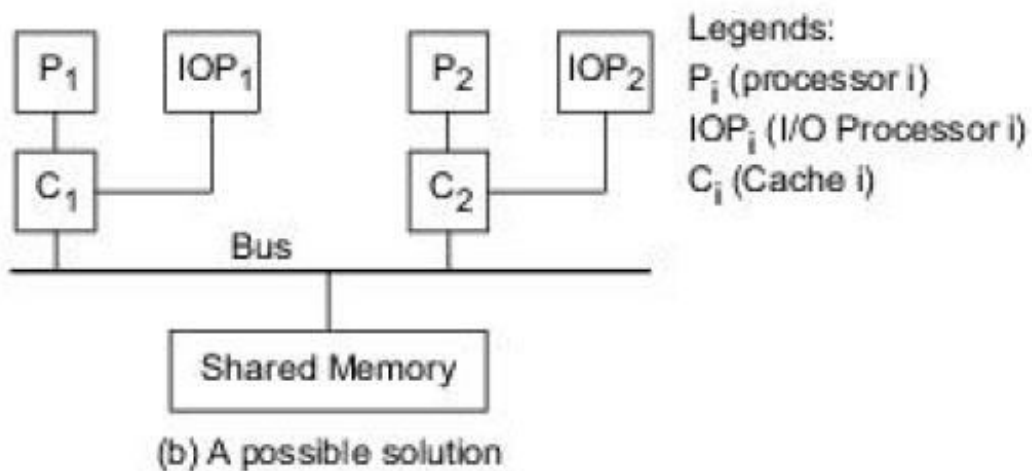 P1 IOP1 P2 IOP2
C1 C2
Bus
Shared Memory
(b) A possible solution
Legends:
Pi (processor i)
IOPi (I/O Processor i)
Ci (Cache i)